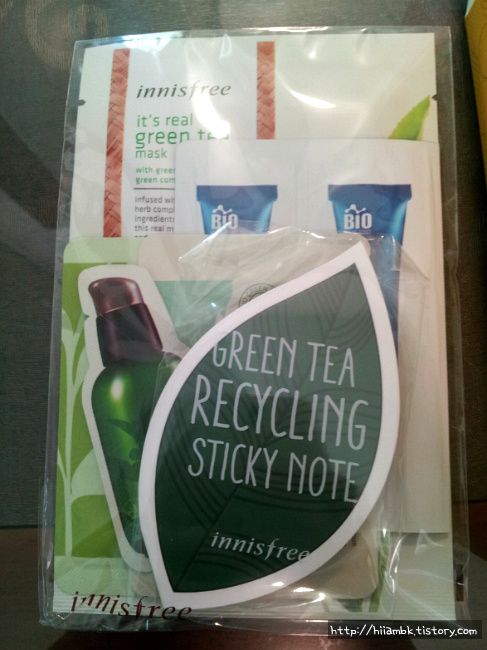 innisfree
it's real
green tea
mask
with green
green com
Infused wi
herb comp
ingredients
this real m
BIO
BIO
GREEN TEA
RECYCLING
STICKY NOTE
innisfree
innisfree
http://hiiambk.tistory.com